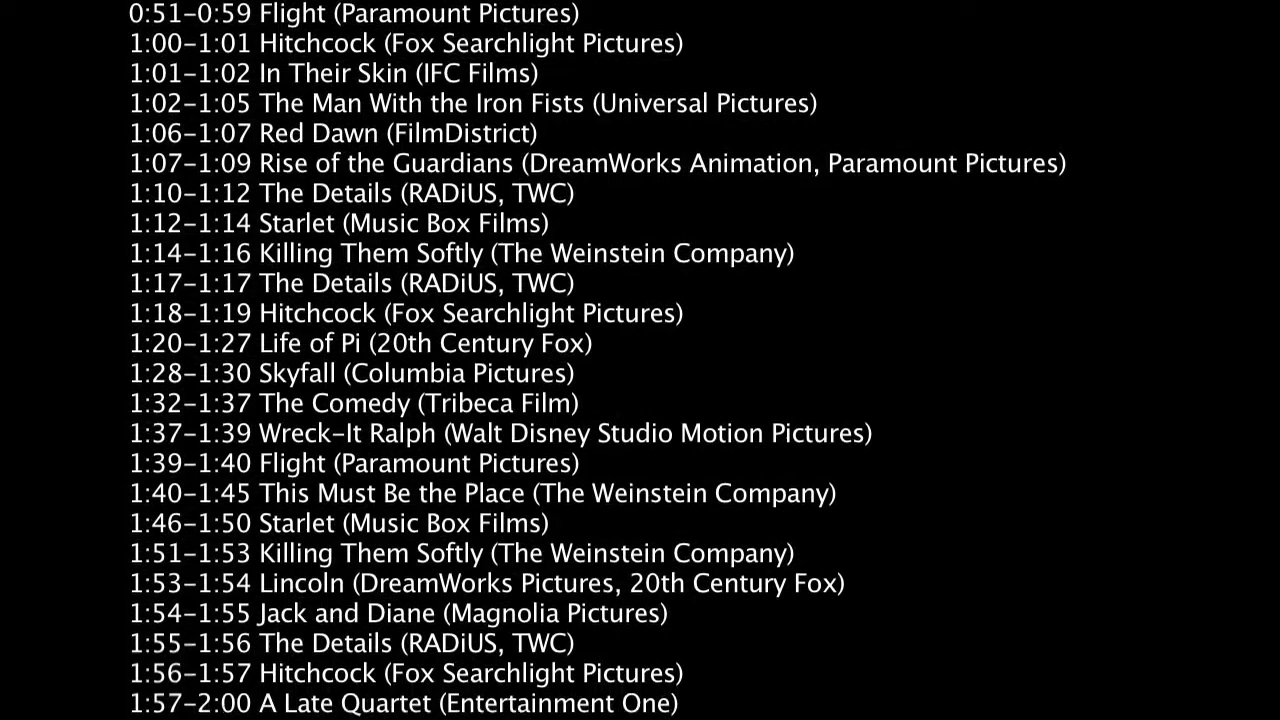 0:51-0:59 Flight (Paramount Pictures)
1:00-1:01 Hitchcock (Fox Searchlight Pictures)
1:01-1:02 In Their Skin (IFC Films)
1:02-1:05 The Man With the Iron Fists (Universal Pictures)
1:06-1:07 Red Dawn (FilmDistrict)
1:07-1:09 Rise of the Guardians (DreamWorks Animation, Paramount Pictures)
1:10-1:12 The Details (RADiUS, TWC)
1:12-1:14 Starlet (Music Box Films)
1:14-1:16 Killing Them Softly (The Weinstein Company)
1:17-1:17 The Details (RADiUS, TWC)
1:18-1:19 Hitchcock (Fox Searchlight Pictures)
1:20-1:27 Life of Pi (20th Century Fox)
1:28-1:30 Skyfall (Columbia Pictures)
1:32-1:37 The Comedy (Tribeca Film)
1:37-1:39 Wreck-It Ralph (Walt Disney Studio Motion Pictures)
1:39-1:40 Flight (Paramount Pictures)
1:40-1:45 This Must Be the Place (The Weinstein Company)
1:46-1:50 Starlet (Music Box Films)
1:51-1:53 Killing Them Softly (The Weinstein Company)
1:53-1:54 Lincoln (DreamWorks Pictures, 20th Century Fox)
1:54-1:55 Jack and Diane (Magnolia Pictures)
1:55-1:56 The Details (RADiUS, TWC)
1:56-1:57 Hitchcock (Fox Searchlight Pictures)
1:57-2:00 A Late Quartet (Entertainment One)